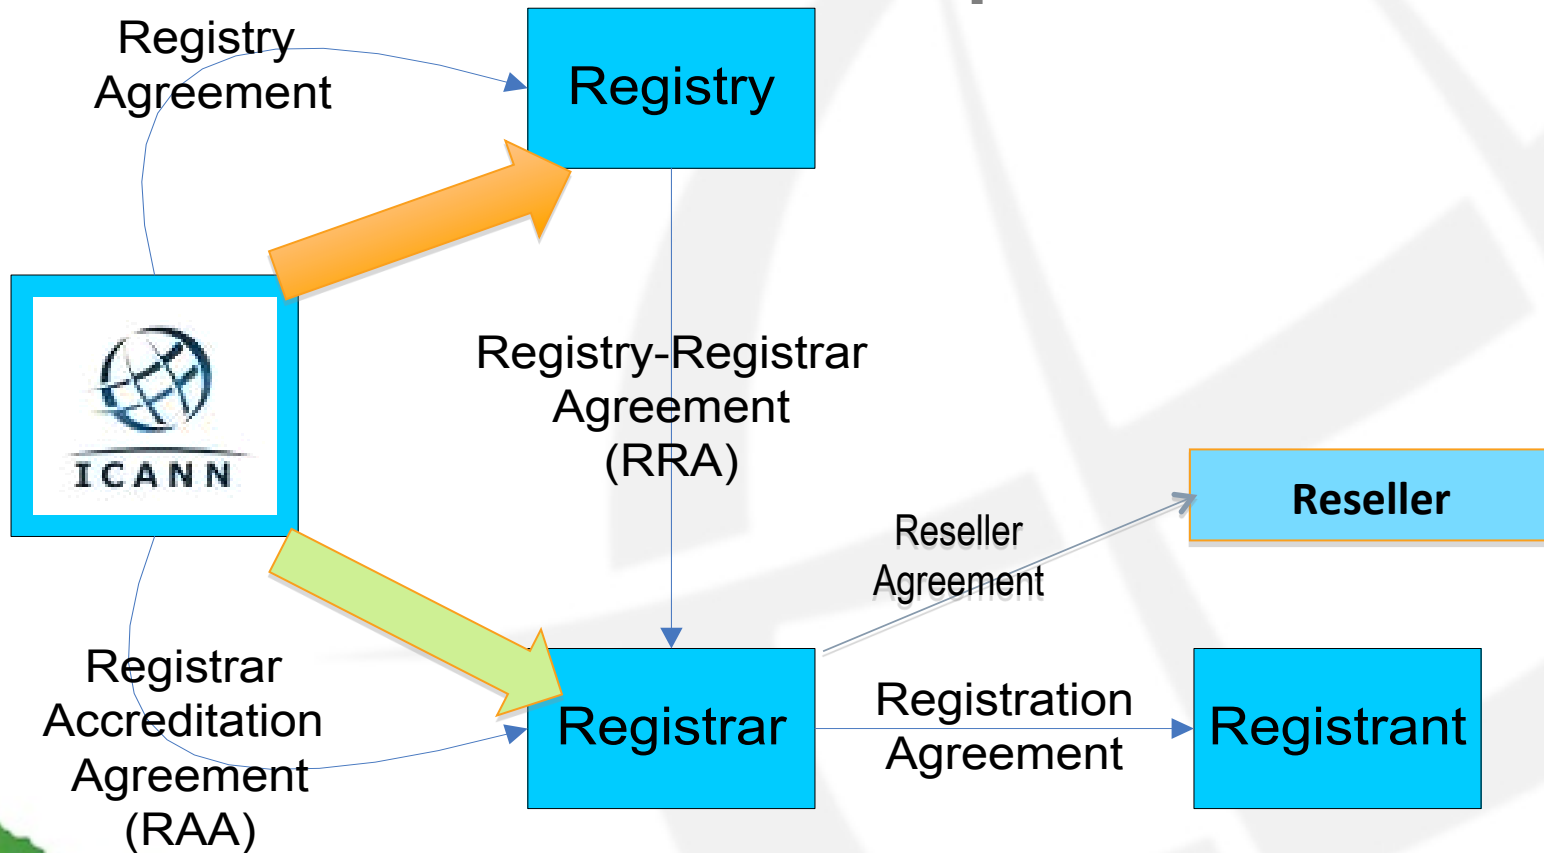 Registry
Agreement
Registry
ICANN
Registry-Registrar
Agreement
(RRA)
Reseller
Reseller
Agreement
Registrar
Accreditation
Agreement
(RAA)
Registrar
Registration
Agreement
Registrant